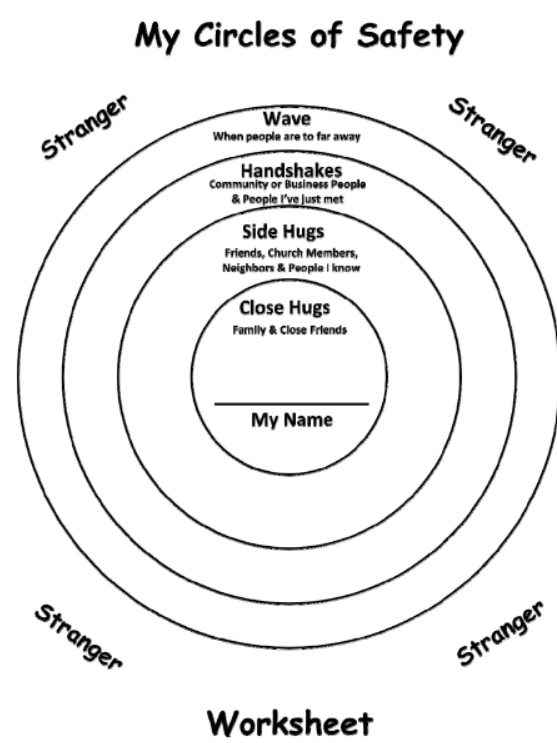 My Circles of Safety
Stranger
Stranger
Wave
When people are to far away
Handshakes
Community or Business People
& People I've just met
Side Hugs
Friends, Church Members,
Neighbors & People I know
Close Hugs
Family & Close Friends
My Name
Stranger
Stranger
Worksheet